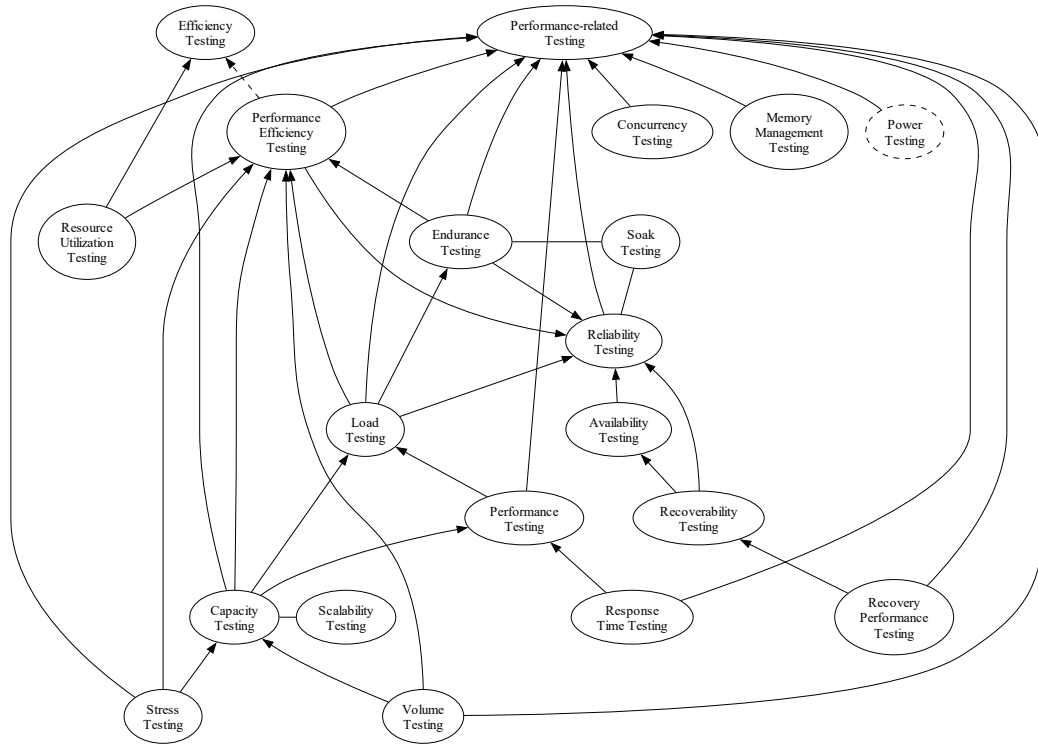 Efficiency
Testing
Performance-related
Testing
Performance
Efficiency
Testing
Concurrency
Testing
Memory
Management
Testing
Power
Testing
Resource
Utilization
Testing
Endurance
Testing
Soak
Testing
Reliability
Testing
Load
Testing
Availability
Testing
Performance
Testing
Recoverability
Testing
Capacity
Testing
Scalability
Testing
Response
Time Testing
Recovery
Performance
Testing
Stress
Testing
Volume
Testing